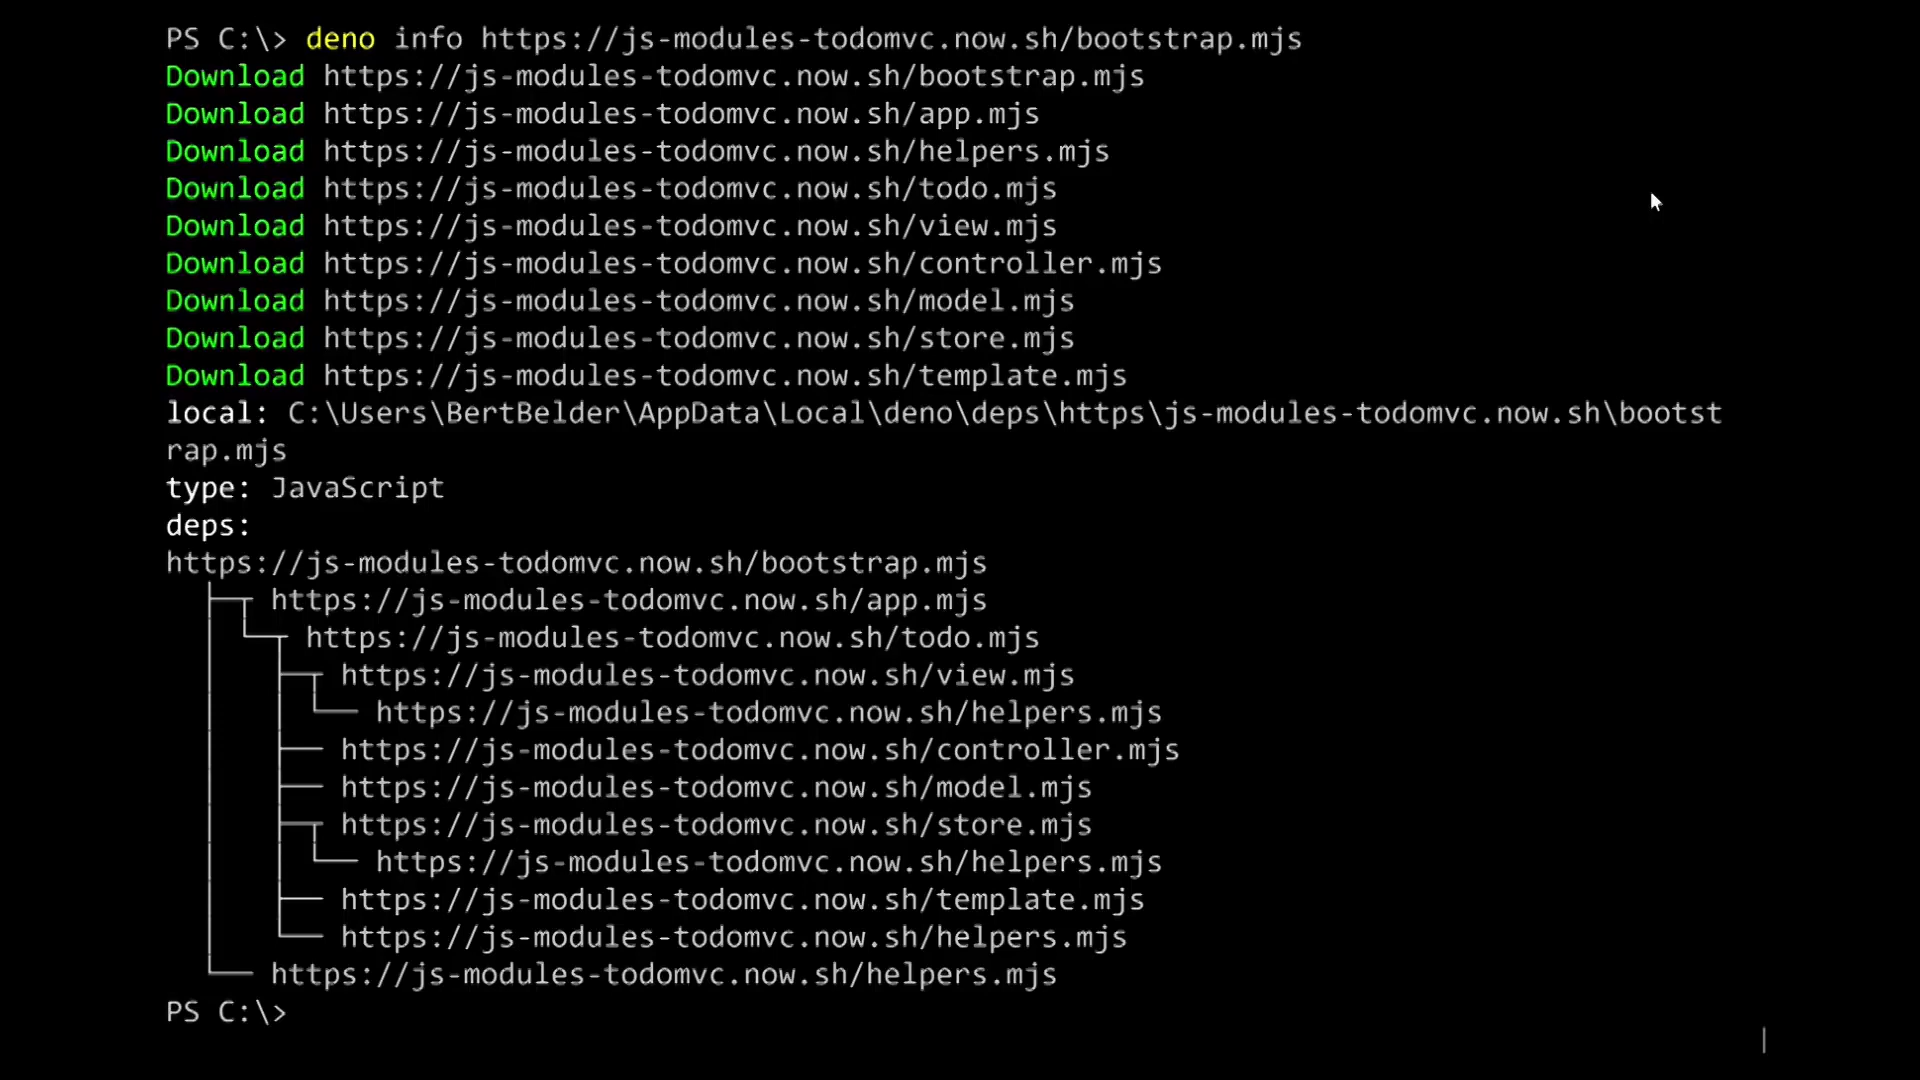 PS C:\> deno info https://js-modules-todomvc.now.sh/bootstrap.mjs
Download https://js-modules-todomvc.now.sh/bootstrap.mjs
Download https://js-modules-todomvc.now.sh/app.mjs
Download https://js-modules-todomvc.now.sh/helpers.mjs
Download https://js-modules-todomvc.now.sh/todo.mjs
Download https://js-modules-todomvc.now.sh/view.mjs
Download https://js-modules-todomvc.now.sh/controller.mjs
Download https://js-modules-todomvc.now.sh/model.mjs
Download https://js-modules-todomvc.now.sh/store.mjs
Download https://js-modules-todomvc.now.sh/template.mjs
local: C:\Users\BertBelder\AppData\Local\deno\deps\https\js-modules-todomvc.now.sh\bootst
rap.mjs
type: JavaScript
deps:
https://js-modules-todomvc.now.sh/bootstrap.mjs
https://js-modules-todomvc.now.sh/app.mjs
https://js-modules-todomvc.now.sh/todo.mjs
https://js-modules-todomvc.now.sh/view.mjs
https://js-modules-todomvc.now.sh/helpers.mjs
https://js-modules-todomvc.now.sh/controller.mjs
https://js-modules-todomvc.now.sh/model.mjs
https://js-modules-todomvc.now.sh/store.mjs
https://js-modules-todomvc.now.sh/helpers.mjs
https://js-modules-todomvc.now.sh/template.mjs
https://js-modules-todomvc.now.sh/helpers.mjs
https://js-modules-todomvc.now.sh/helpers.mjs
PS C:\>